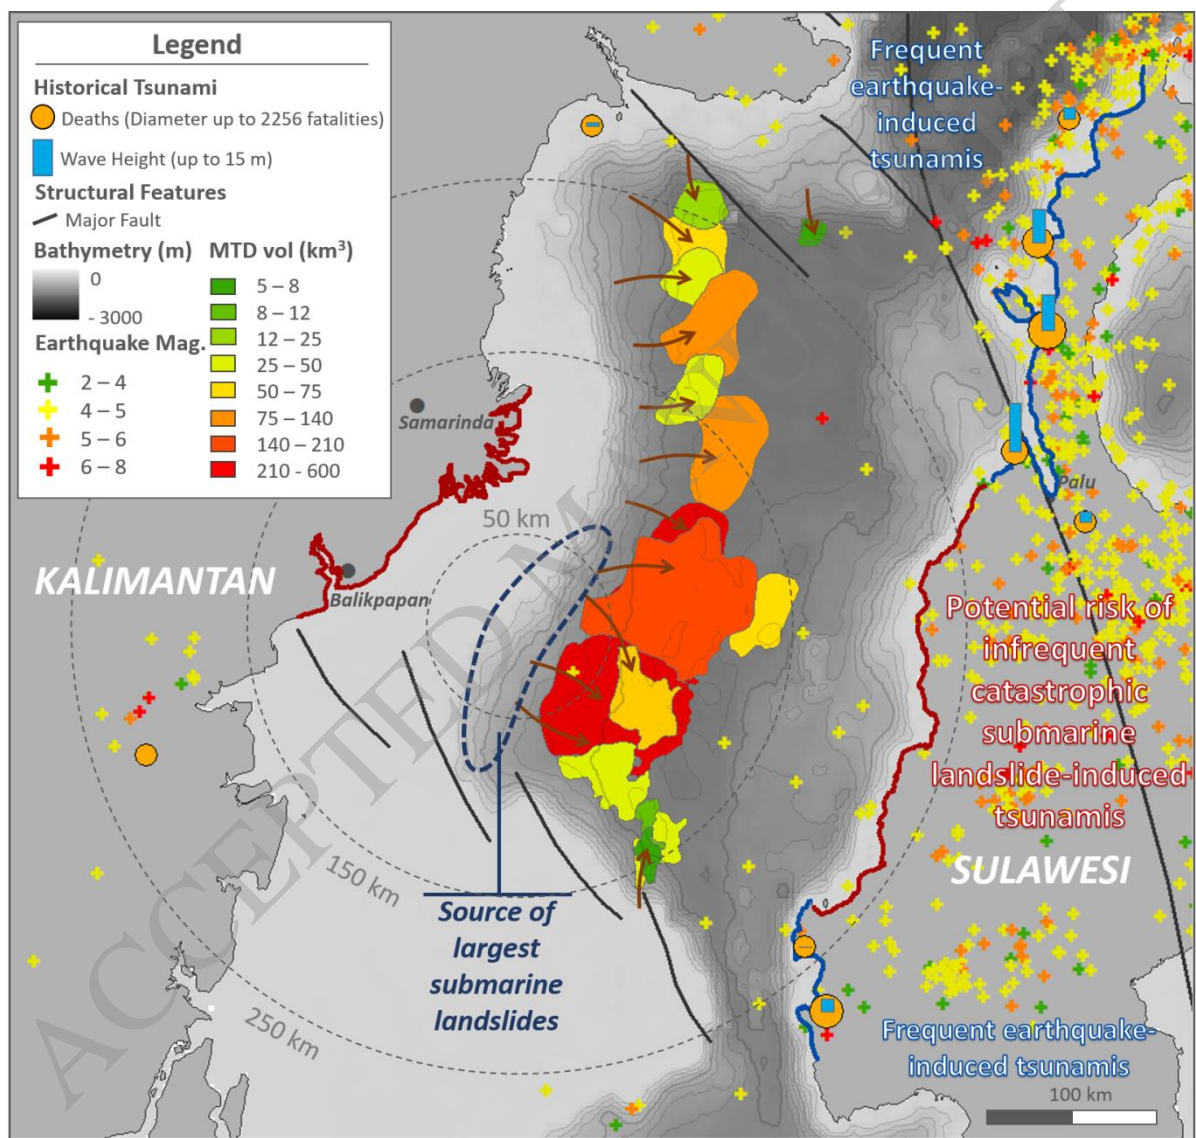 Legend
Historical Tsunami
Deaths (Diameter up to 2256 fatalities)
Wave Height (up to 15 m)
Structural Features
Major Fault
Bathymetry (m)
0
- 3000
MTD vol (km³)
5 – 8
8 – 12
12 – 25
25 – 50
50 – 75
75 – 140
140 – 210
210 - 600
Earthquake Mag.
2 – 4
4 – 5
5 – 6
6 – 8
Frequent
earthquake-
induced
tsunamis
Samarinda
50 km
Palu
KALIMANTAN
Balikpapan
Potential risk of
infrequent
catastrophic
submarine
landslide-induced
tsunamis
SULAWESI
150 km
Source of
largest
submarine
landslides
250 km
Frequent earthquake-
induced tsunamis
100 km
ACCEPTED MANUSCRIPT